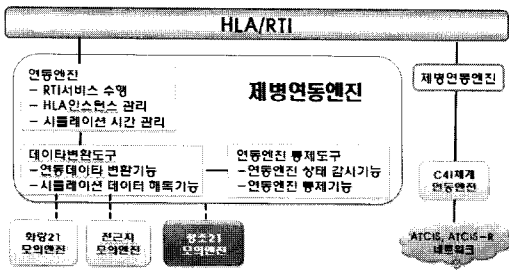 HLA/RTI
연동엔진
- RTI서비스 수행
- HLA인스턴스 관리
- 시뮬레이션 시간 관리
제병연동엔진
데이타변환도구
-연동데이타 변환기능
-시뮬레이션 데이터 해독기능
연동엔진 통제도구
-연동엔진 상태 감시기능
-연동엔진 통제기능
화랑21
모의엔진
전근지
모의엔진
21
모의엔진
제병연동엔진
C4I체계
연동엔진
ATCIS, ATCIS-R
네트워크